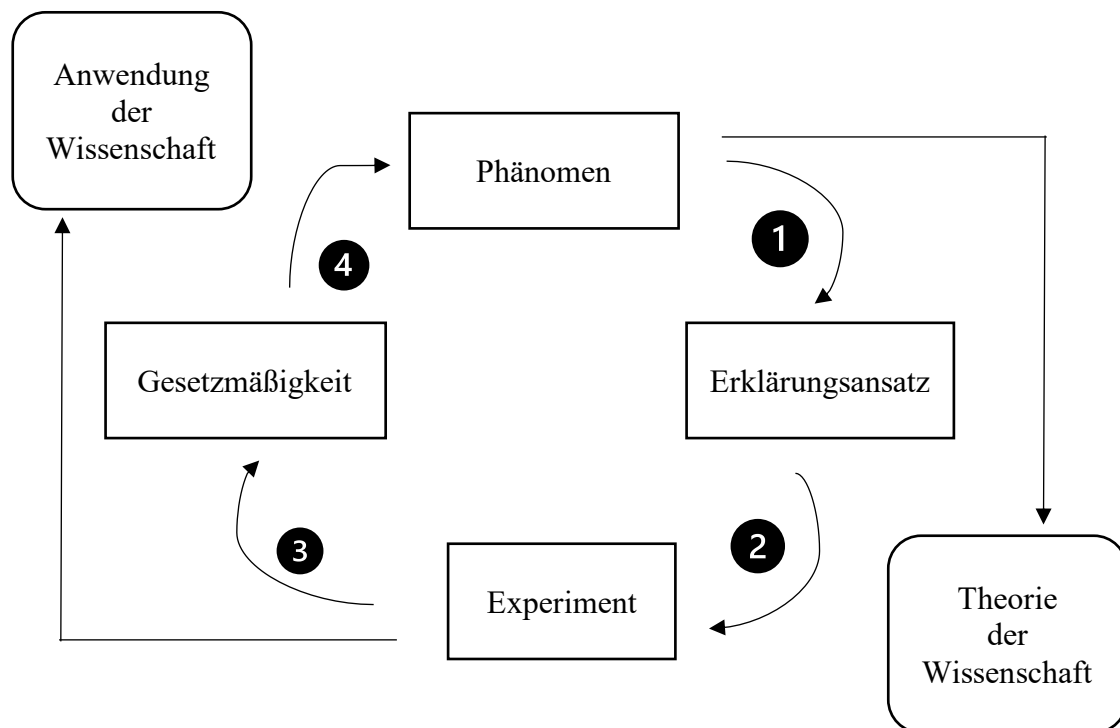 Anwendung
der
Wissenschaft
Phänomen
1
4
Gesetzmäßigkeit
Erklärungsansatz
3
2
Experiment
Theorie
der
Wissenschaft